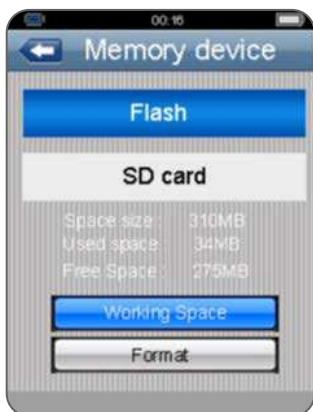 00:16
Memory device
Flash
SD card
Space size : 310MB
Used space : 34MB
Free Space : 275MB
Working Space
Format